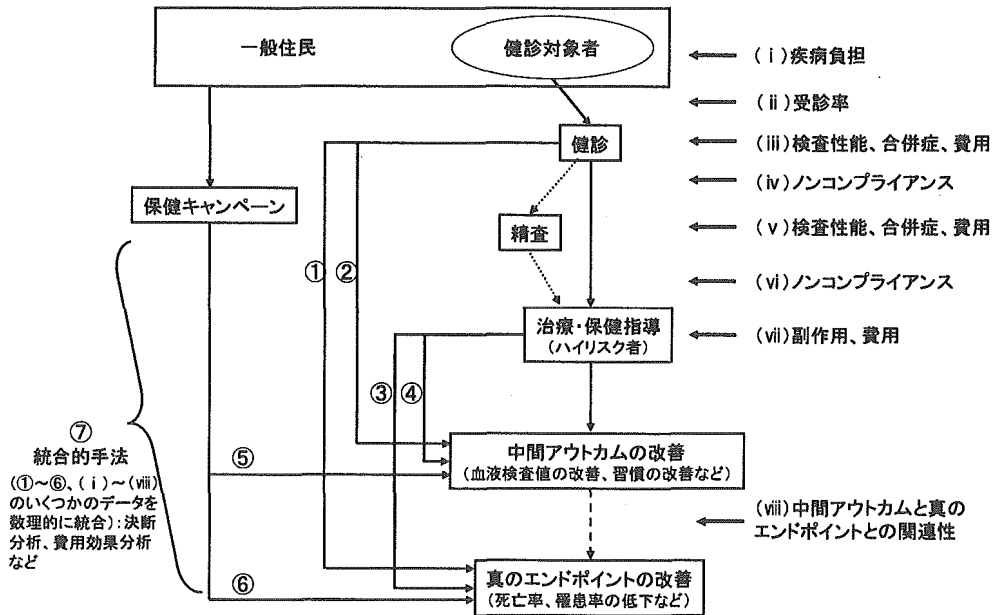 一般住民
健診対象者
(ⅰ)疾病負担
(ⅱ)受診率
健診
(ⅲ)検査性能、合併症、費用
(ⅳ)ノンコンプライアンス
保健キャンペーン
精査
(ⅴ)検査性能、合併症、費用
① ②
(ⅵ)ノンコンプライアンス
治療・保健指導
(ハイリスク者)
(ⅶ)副作用、費用
③ ④
⑦
統合的手法
(①~⑥、(ⅰ)~(ⅷ)
のいくつかのデータを
数理的に統合):決断
分析、費用効果分析
など
⑤
中間アウトカムの改善
(血液検査値の改善、習慣の改善など)
(ⅷ)中間アウトカムと真の
エンドポイントとの関連性
⑥
真のエンドポイントの改善
(死亡率、罹患率の低下など)